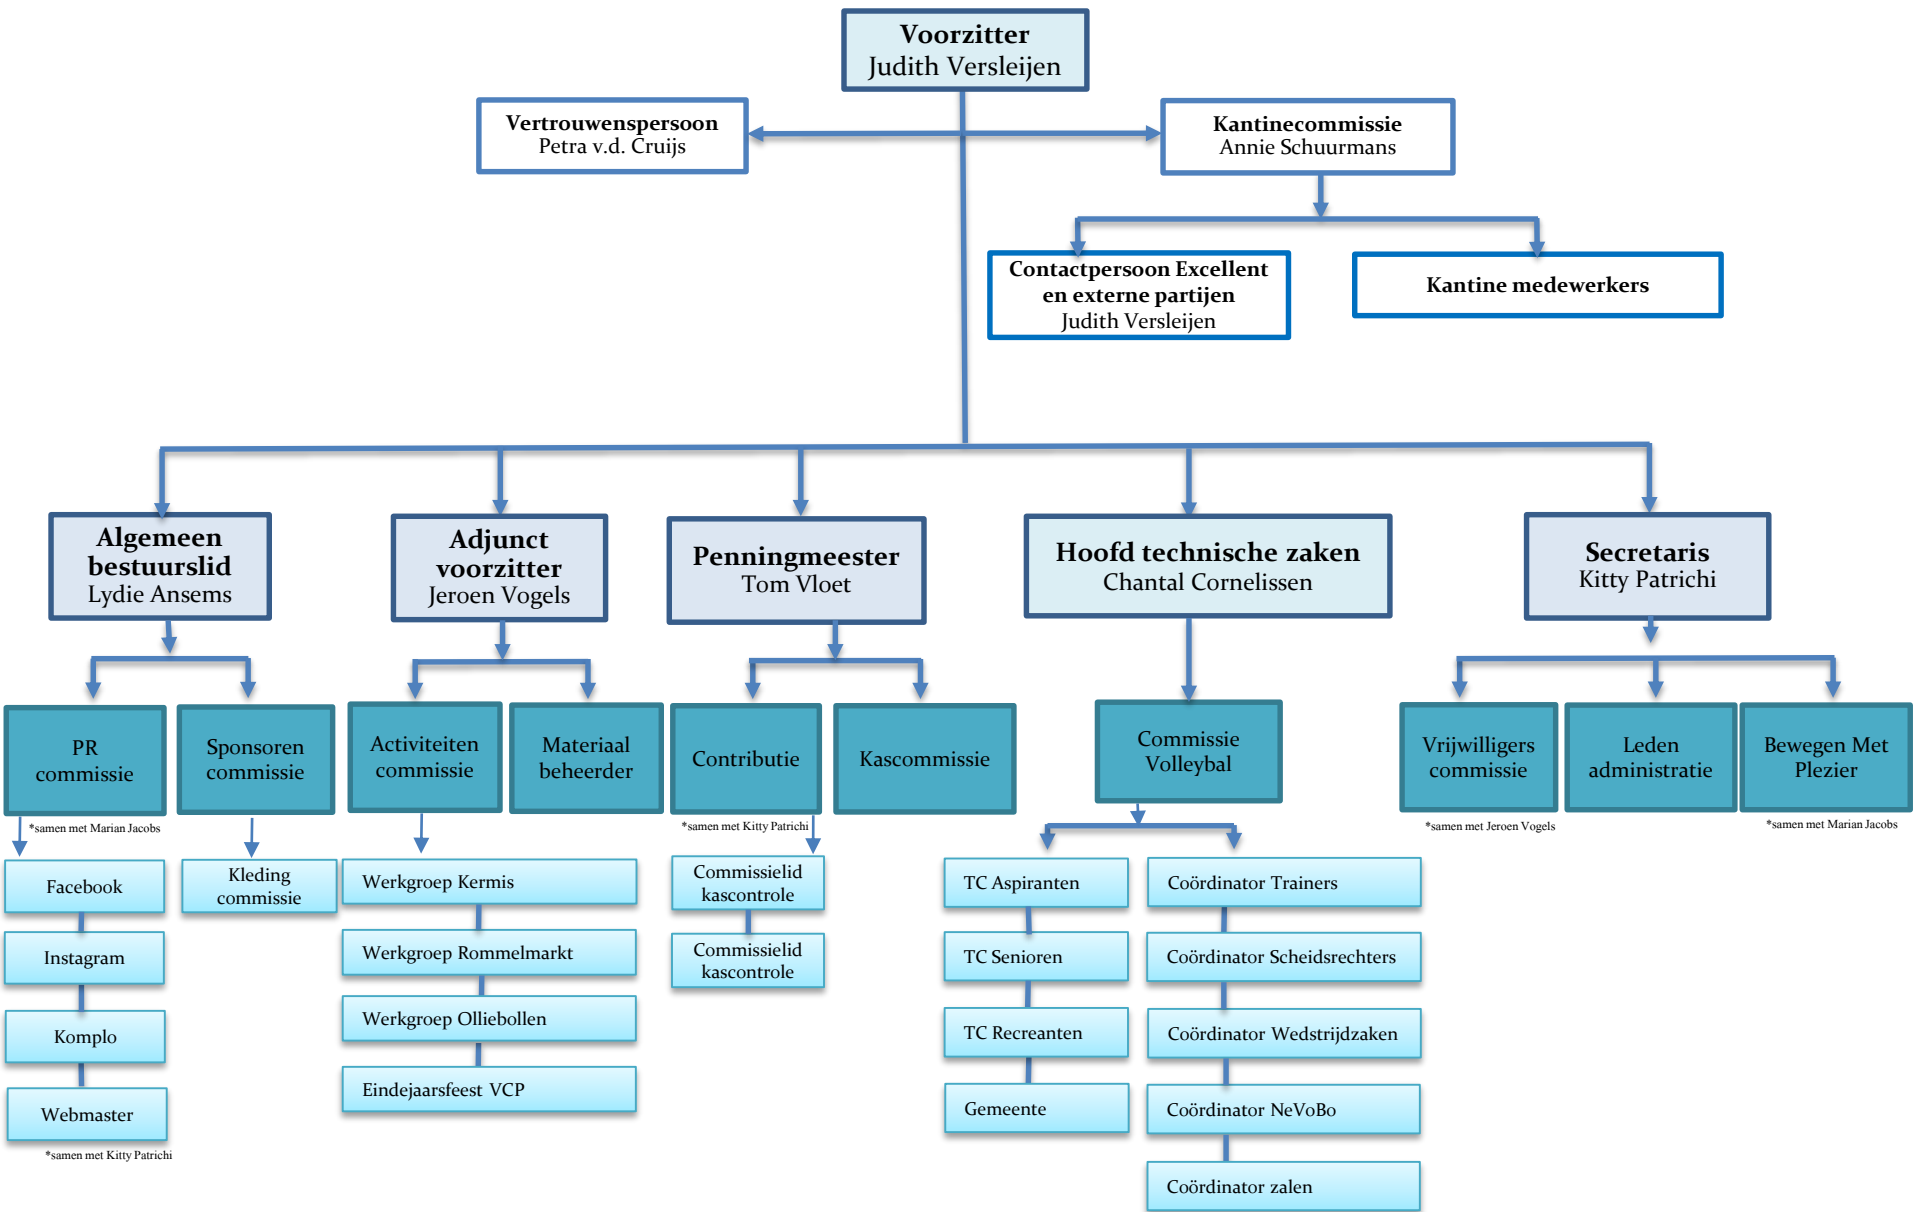 Voorzitter
Judith Versleijen
Vertrouwenspersoon
Petra v.d. Cruijs
Kantinecommissie
Annie Schuurmans
Contactpersoon Excellent
en externe partijen
Judith Versleijen
Kantine medewerkers
Algemeen
bestuurslid
Lydie Ansems
Adjunct
voorzitter
Jeroen Vogels
Penningmeester
Tom Vloet
Hoofd technische zaken
Chantal Cornelissen
Secretaris
Kitty Patrichi
PR
commissie
Sponsoren
commissie
Activiteiten
commissie
Materiaal
beheerder
Contributie
Kascommissie
Commissie
Volleybal
Vrijwilligers
commissie
Leden
administratie
Bewegen Met
Plezier
*samen met Marian Jacobs
*samen met Kitty Patrichi
*samen met Jeroen Vogels
*samen met Marian Jacobs
Facebook
Instagram
Komplo
Webmaster
*samen met Kitty Patrichi
Kleding
commissie
Werkgroep Kermis
Werkgroep Rommelmarkt
Werkgroep Olliebollen
Eindejaarsfeest VCP
Commissielid
kascontrole
Commissielid
kascontrole
TC Aspiranten
TC Senioren
TC Recreanten
Gemeente
Coördinator Trainers
Coördinator Scheidsrechters
Coördinator Wedstrijdzaken
Coördinator NeVoBo
Coördinator zalen